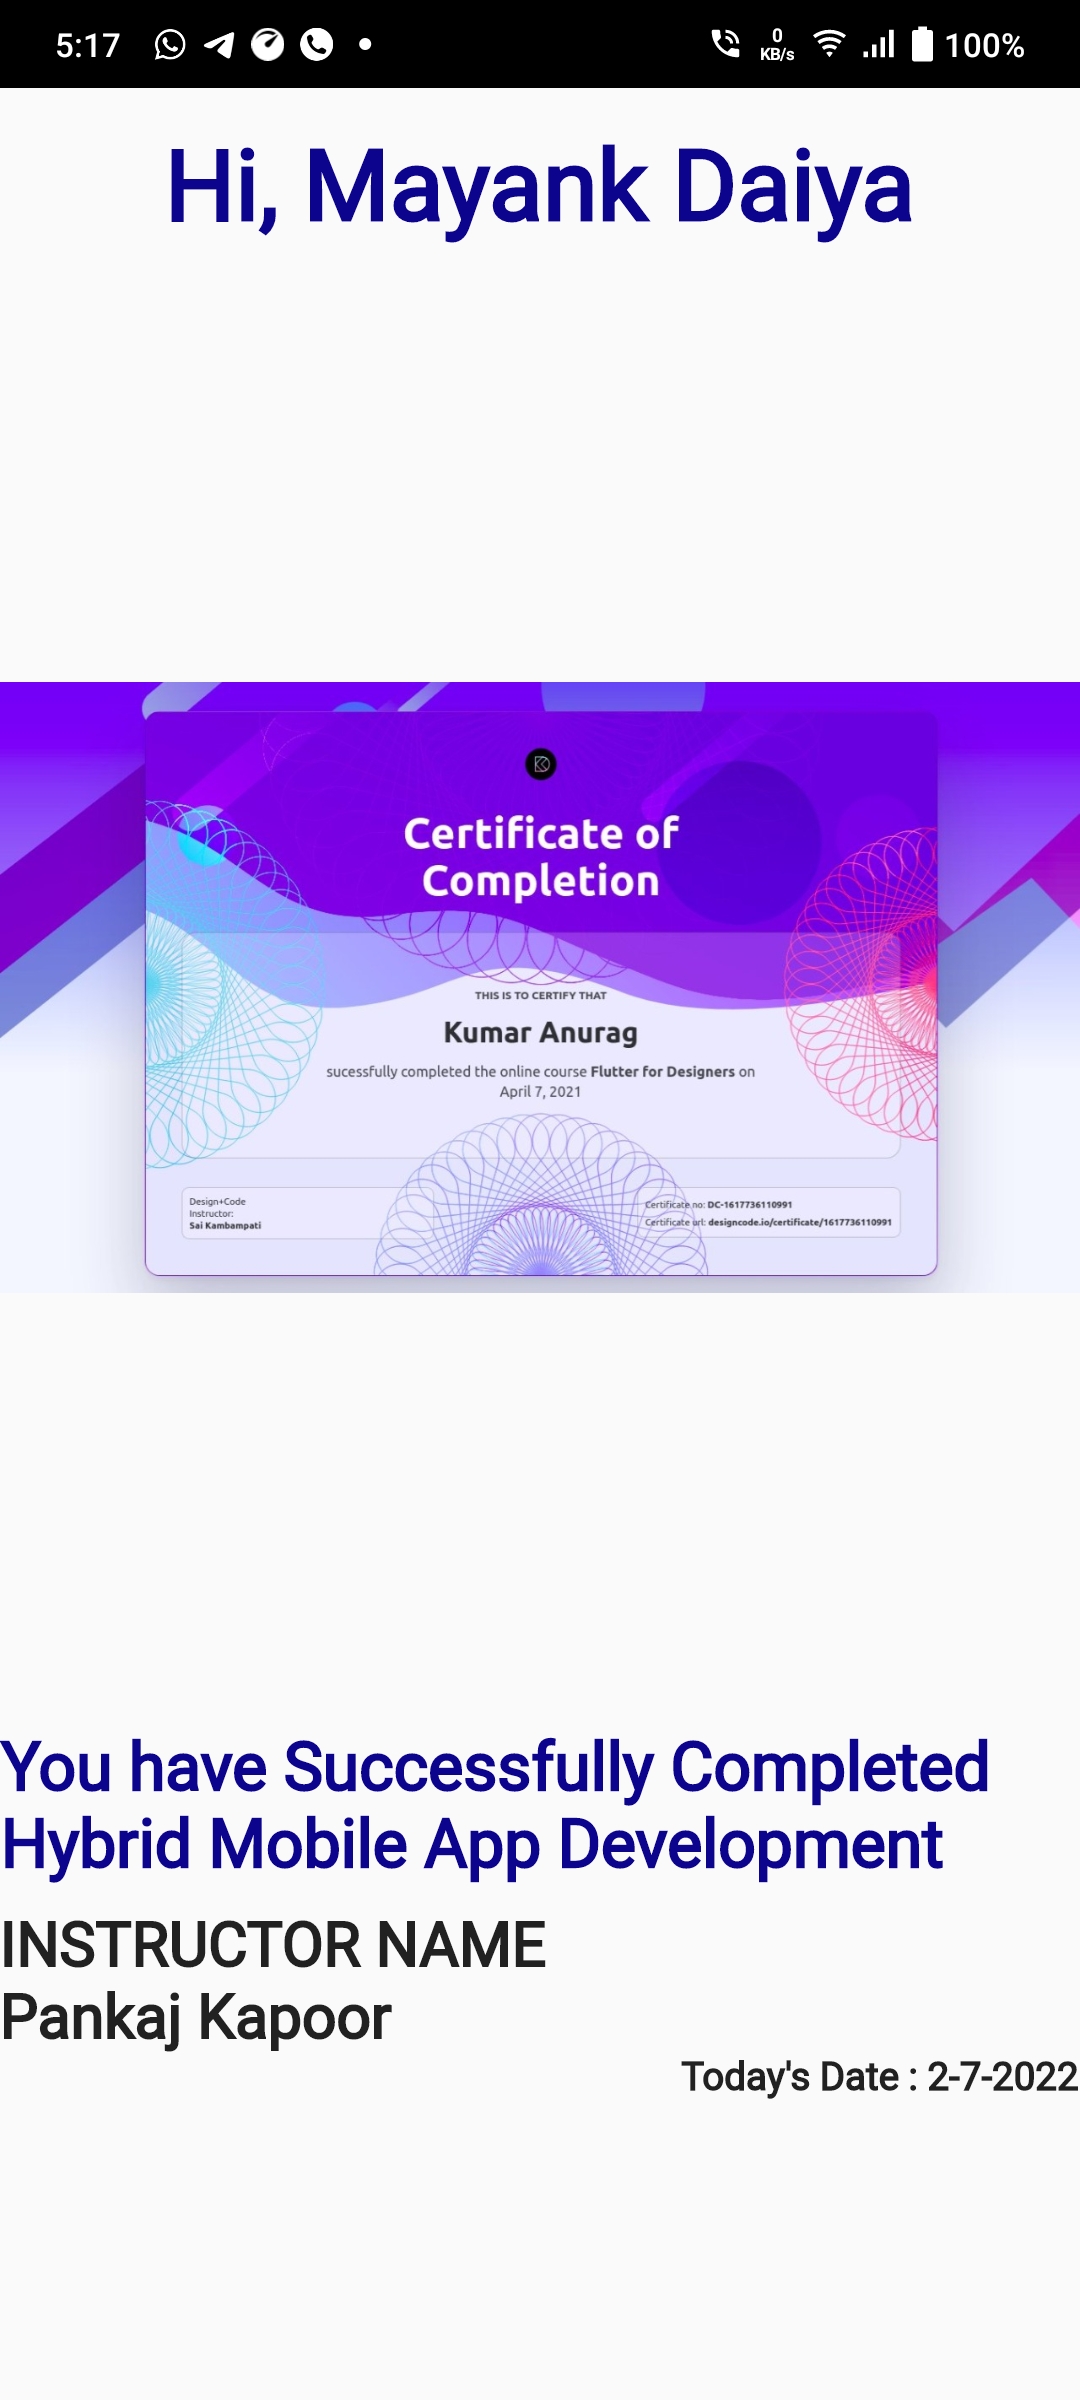 5:17
0
KB/s
100%
Hi, Mayank Daiya
Certificate of
Completion
THIS IS TO CERTIFY THAT
Kumar Anurag
sucessfully completed the online course Flutter for Designers on
April 7, 2021
Design+Code
Instructor:
Sai Kambampati
Certificate no: DC-1617736110991
Certificate url: designcode.io/certificate/1617736110991
You have Successfully Completed
Hybrid Mobile App Development
INSTRUCTOR NAME
Pankaj Kapoor
Today's Date : 2-7-2022